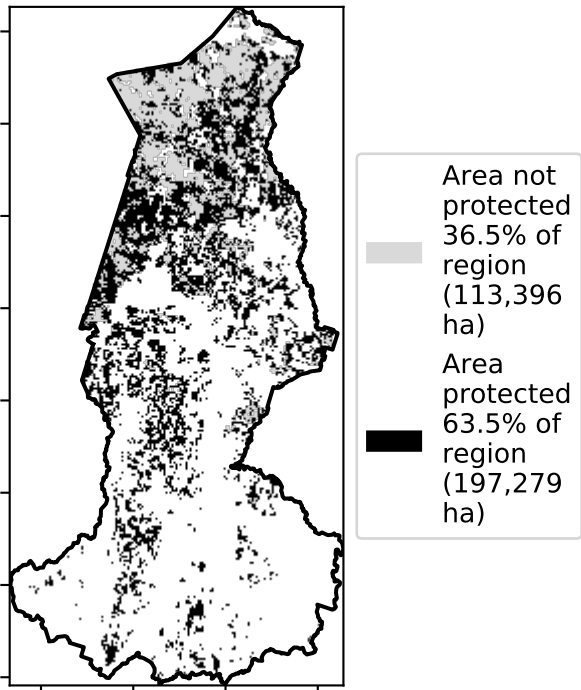 Area not
protected
36.5% of
region
(113,396
ha)
Area
protected
63.5% of
region
(197,279
ha)